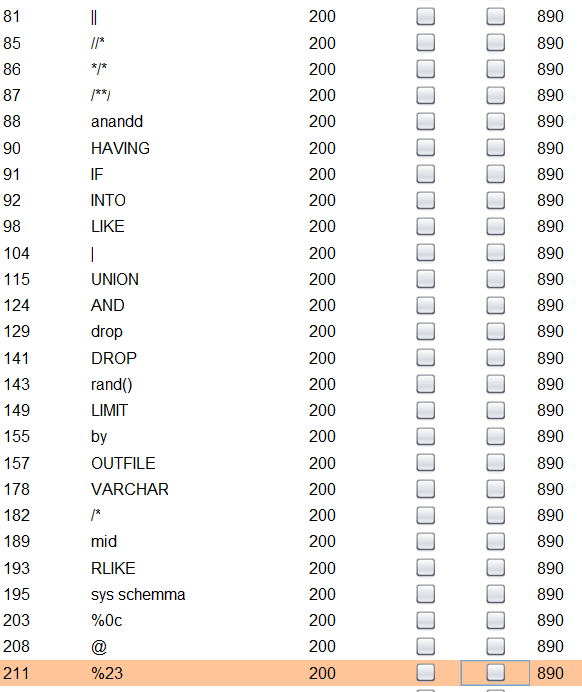 81 || 200 890
85 //* 200 890
86 */* 200 890
87 /**/ 200 890
88 anandd 200 890
90 HAVING 200 890
91 IF 200 890
92 INTO 200 890
98 LIKE 200 890
104 | 200 890
115 UNION 200 890
124 AND 200 890
129 drop 200 890
141 DROP 200 890
143 rand() 200 890
149 LIMIT 200 890
155 by 200 890
157 OUTFILE 200 890
178 VARCHAR 200 890
182 /* 200 890
189 mid 200 890
193 RLIKE 200 890
195 sys schemma 200 890
203 %0c 200 890
208 @ 200 890
211 %23 200 890